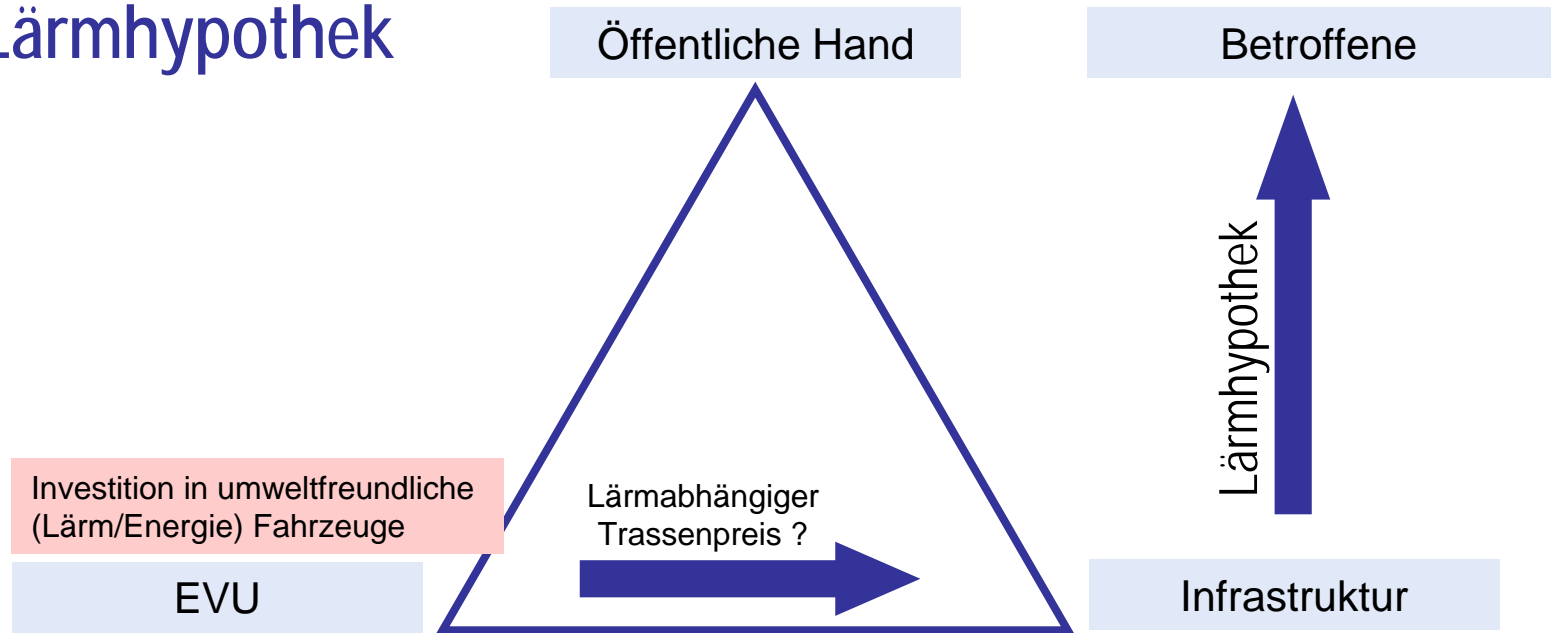 Lärmhypothek
Öffentliche Hand
Betroffene
Lärmhypothek
Investition in umweltfreundliche
(Lärm/Energie) Fahrzeuge
Lärmabhängiger
Trassenpreis ?
EVU
Infrastruktur